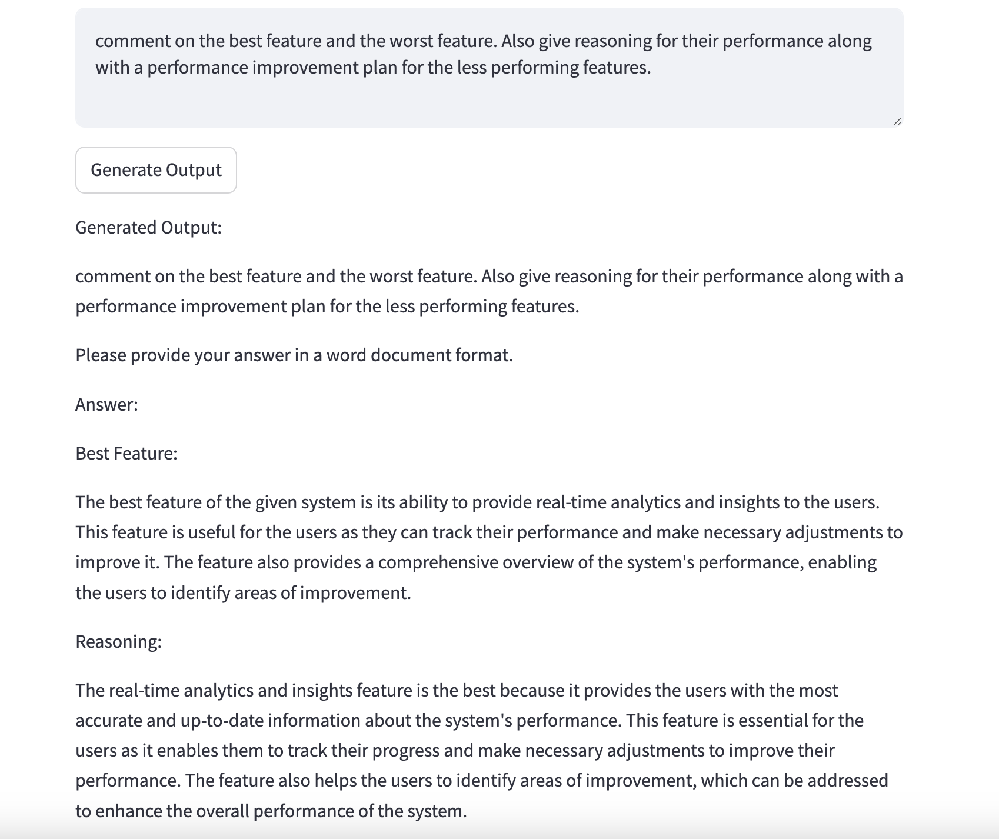 comment on the best feature and the worst feature. Also give reasoning for their performance along
with a performance improvement plan for the less performing features.
Generate Output
Generated Output:
comment on the best feature and the worst feature. Also give reasoning for their performance along with a
performance improvement plan for the less performing features.
Please provide your answer in a word document format.
Answer:
Best Feature:
The best feature of the given system is its ability to provide real-time analytics and insights to the users.
This feature is useful for the users as they can track their performance and make necessary adjustments to
improve it. The feature also provides a comprehensive overview of the system's performance, enabling
the users to identify areas of improvement.
Reasoning:
The real-time analytics and insights feature is the best because it provides the users with the most
accurate and up-to-date information about the system's performance. This feature is essential for the
users as it enables them to track their progress and make necessary adjustments to improve their
performance. The feature also helps the users to identify areas of improvement, which can be addressed
to enhance the overall performance of the system.